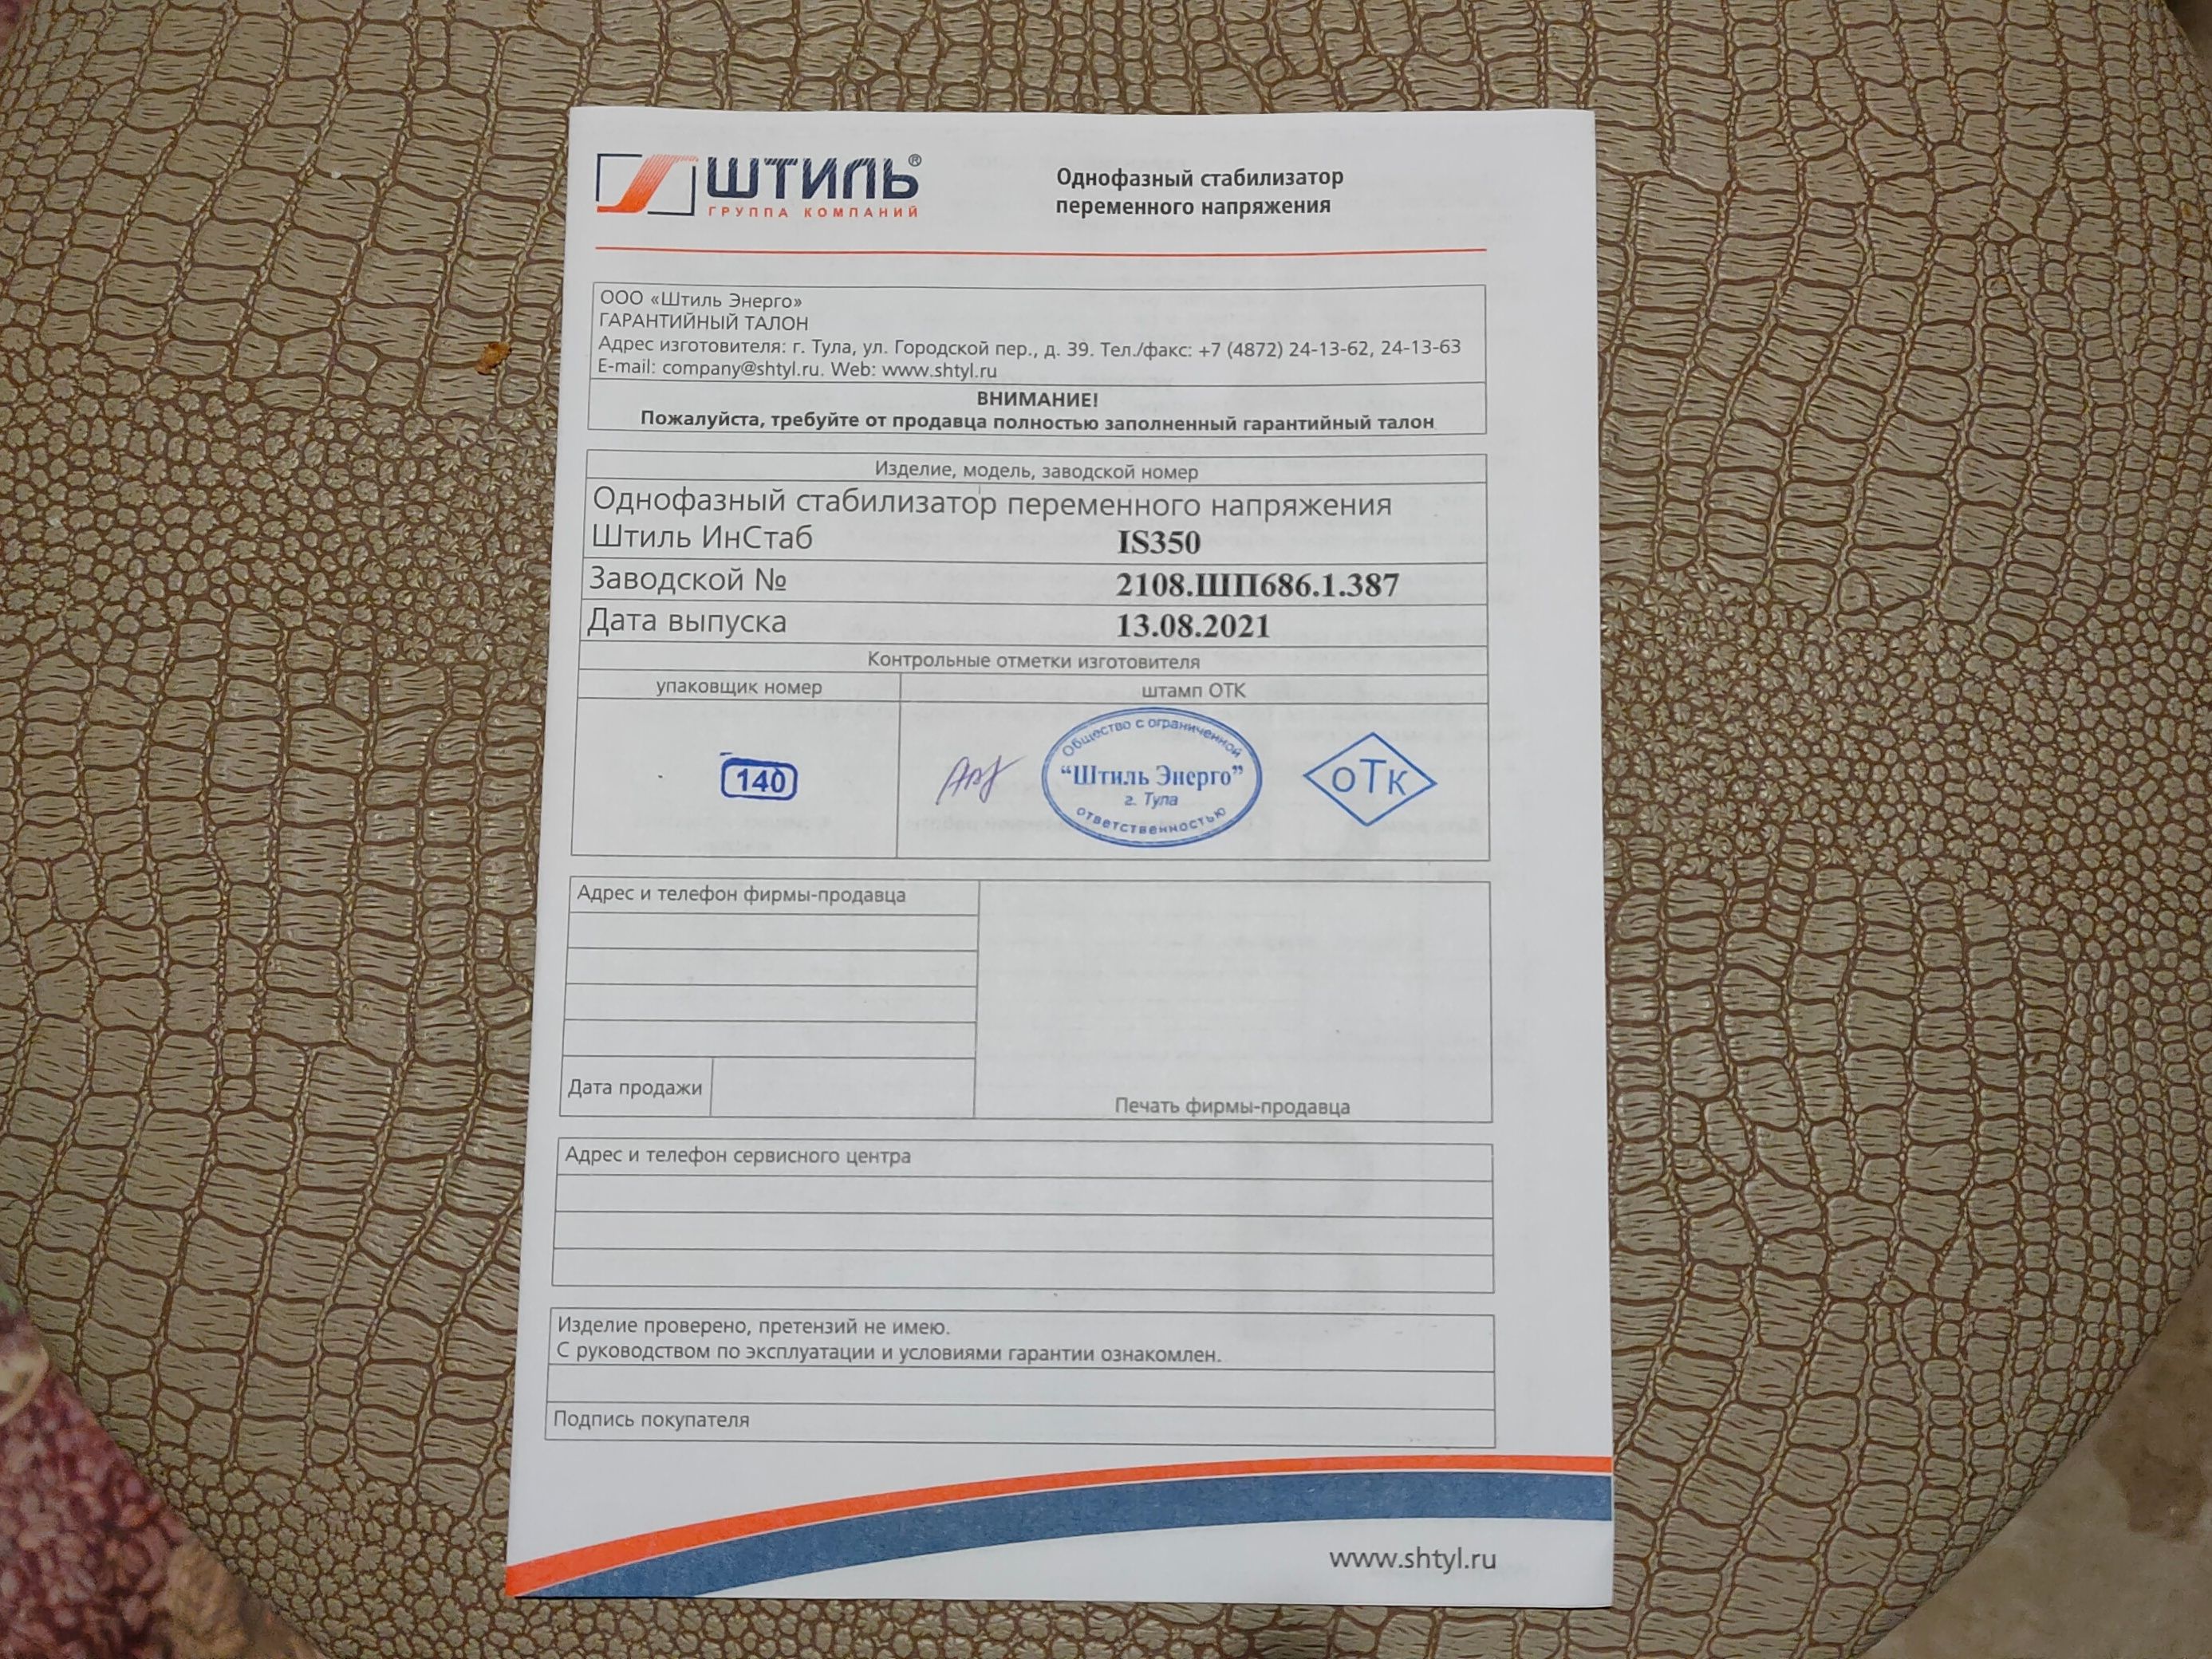 ШТИЛЬ®
ГРУППА КОМПАНИЙ
Однофазный стабилизатор
переменного напряжения
ООО «Штиль Энерго»
ГАРАНТИЙНЫЙ ТАЛОН
Адрес изготовителя: г. Тула, ул. Городской пер., д. 39. Тел./факс: +7 (4872) 24-13-62, 24-13-63
E-mail: company@shtyl.ru. Web: www.shtyl.ru
ВНИМАНИЕ!
Пожалуйста, требуйте от продавца полностью заполненный гарантийный талон
Изделие, модель, заводской номер
Однофазный стабилизатор переменного напряжения
Штиль ИнСтаб IS350
Заводской № 2108.ШП686.1.387
Дата выпуска 13.08.2021
Контрольные отметки изготовителя
упаковщик номер штамп ОТК
140
Общество с ограниченной
“Штиль Энерго”
г. Тула
ответственностью
ОТК
Адрес и телефон фирмы-продавца
Дата продажи
Печать фирмы-продавца
Адрес и телефон сервисного центра
Изделие проверено, претензий не имею.
С руководством по эксплуатации и условиями гарантии ознакомлен.
Подпись покупателя
www.shtyl.ru